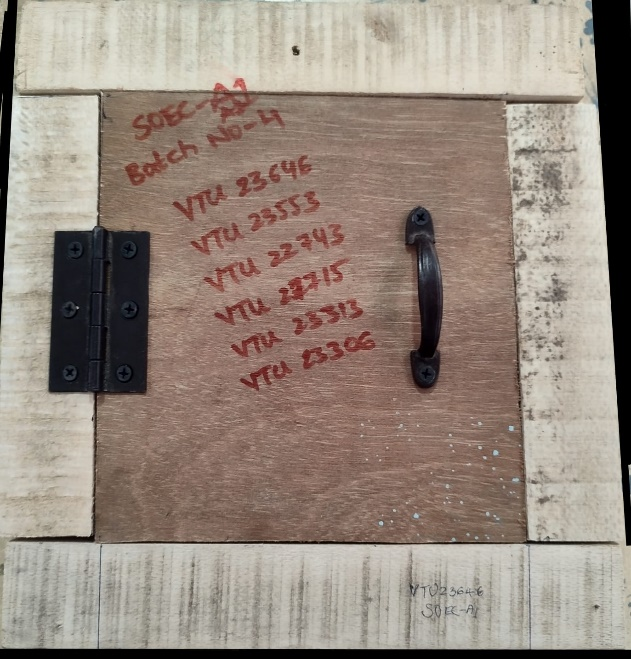 SOEC-A1
Batch No-4
VTU 23646
VTU 23553
VTU 22743
VTU 27715
VTU 23313
VTU 23306
VTU23646
SOEC-A1